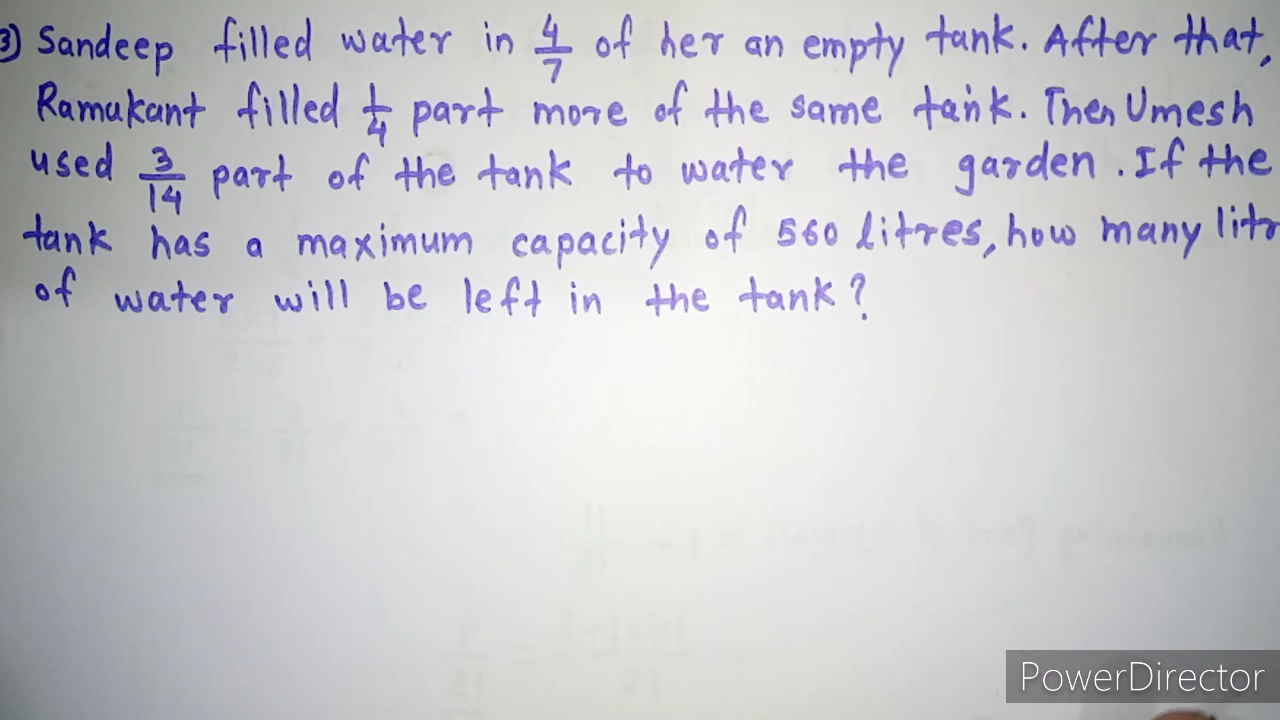 3) Sandeep filled water in 4/7 of her an empty tank. After that,
Ramakant filled 1/4 part more of the same tank. Then Umesh
used 3/14 part of the tank to water the garden. If the
tank has a maximum capacity of 560 litres, how many litr
of water will be left in the tank?
PowerDirector